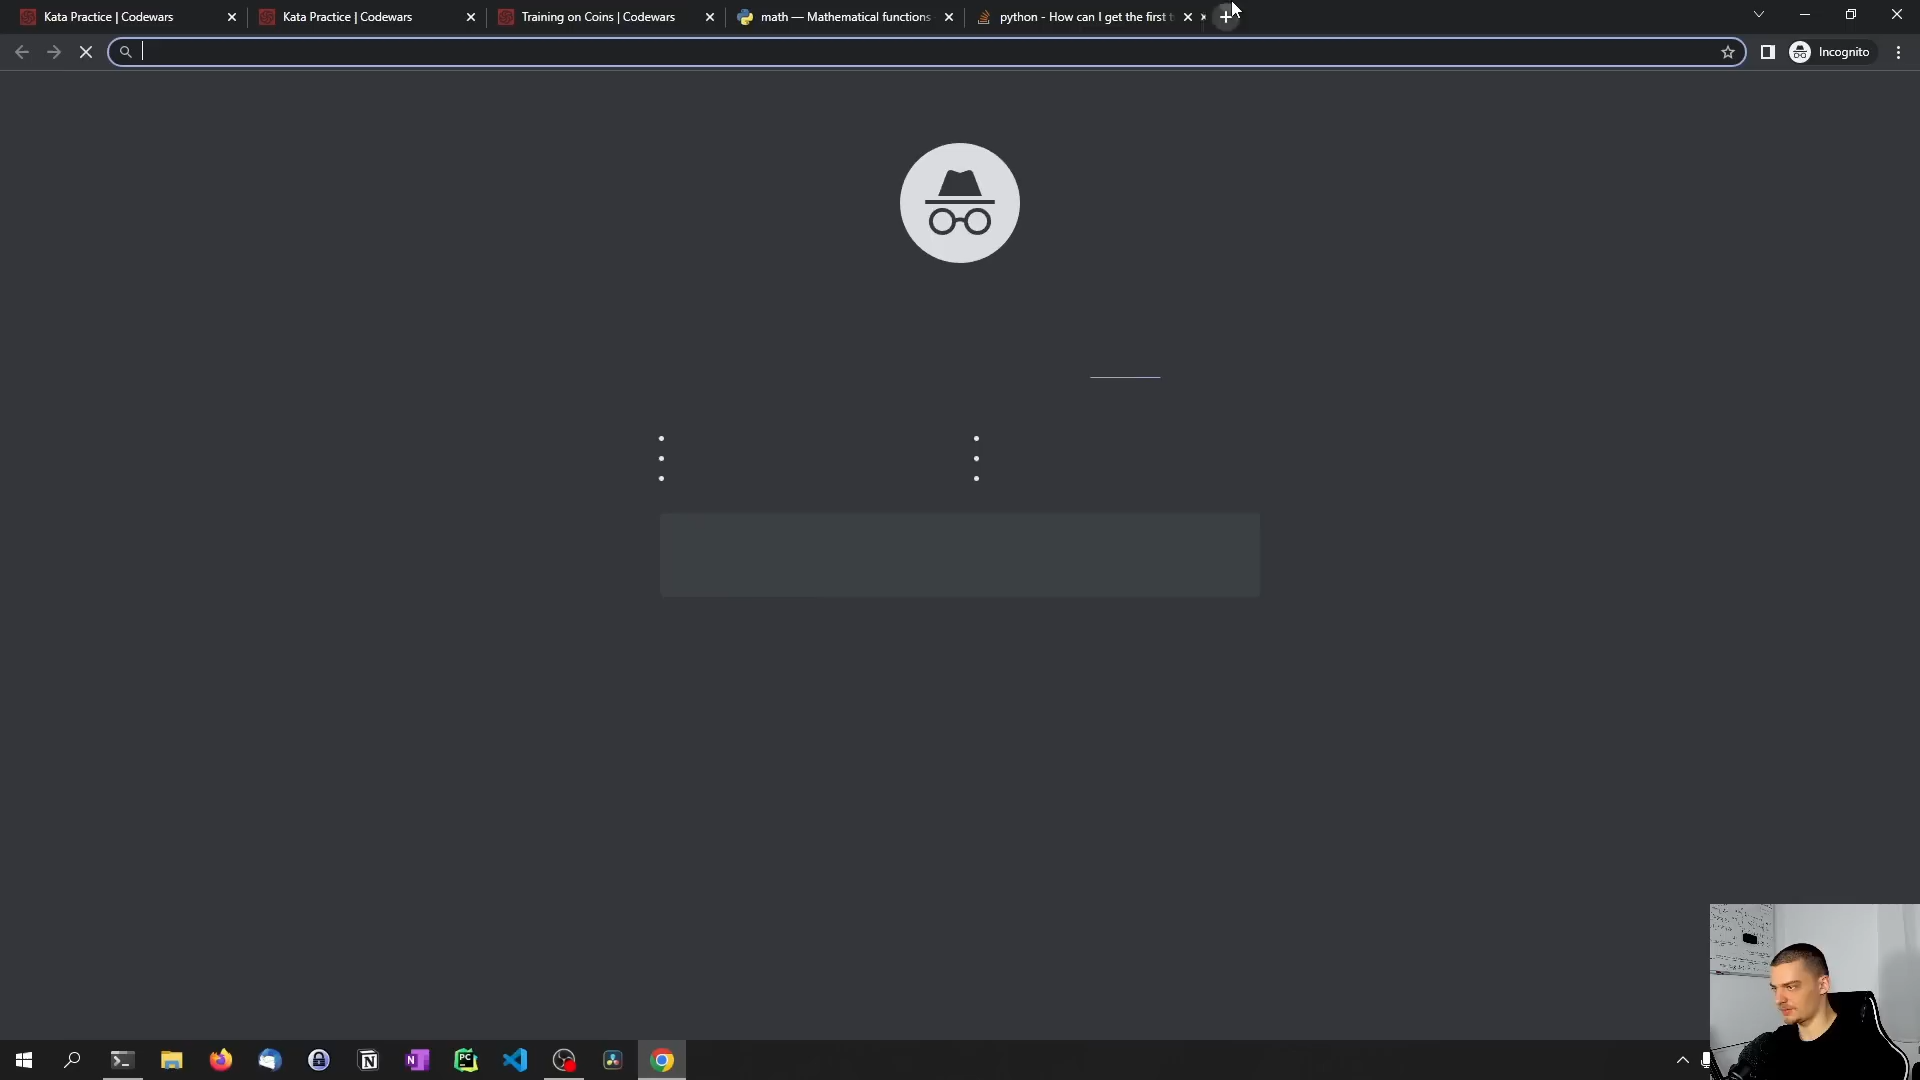 Kata Practice | Codewars
Kata Practice | Codewars
Training on Coins | Codewars
math — Mathematical functions
python - How can I get the first t
Incognito